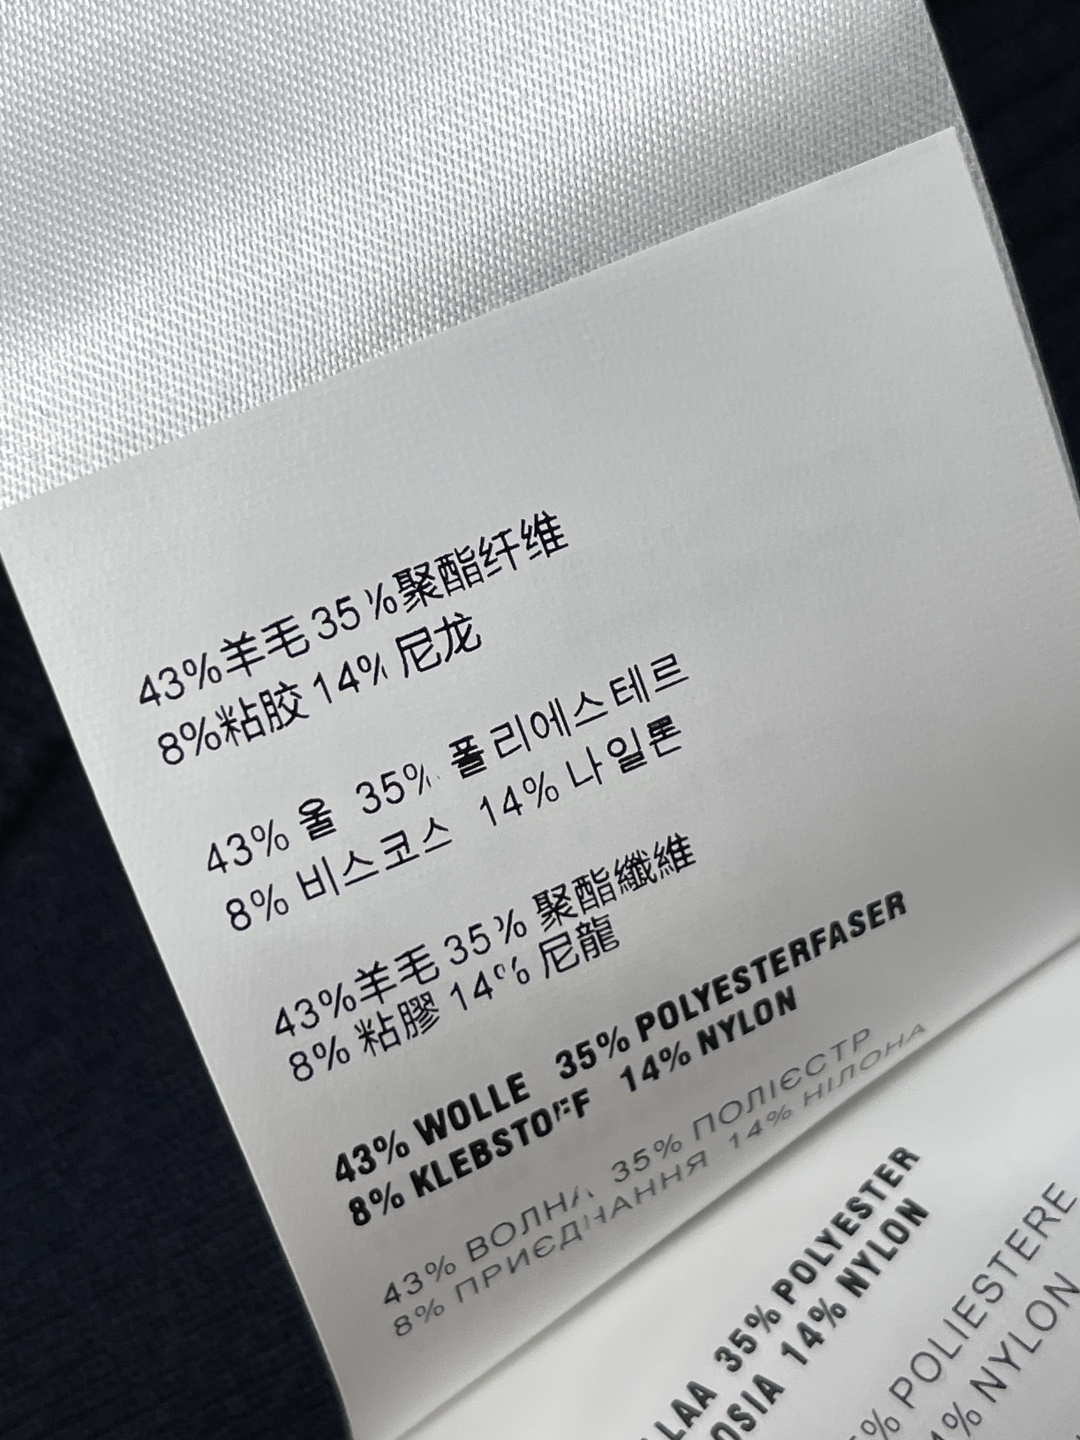 43%羊毛 35%聚酯纤维
8%粘胶 14% 尼龙
43% 울 35% 폴리에스테르
8% 비스코스 14% 나일론
43%羊毛 35% 聚酯纖維
8% 粘膠 14% 尼龍
43% WOLLE 35% POLYESTERFASER
8% KLEBSTOFF 14% NYLON
43% ВОЛНА 35% ПОЛІЄСТР
8% ПРИЄДНАННЯ 14% НІЛОНА
35% POLYESTER
14% NYLON
POLIESTERE
NYLON